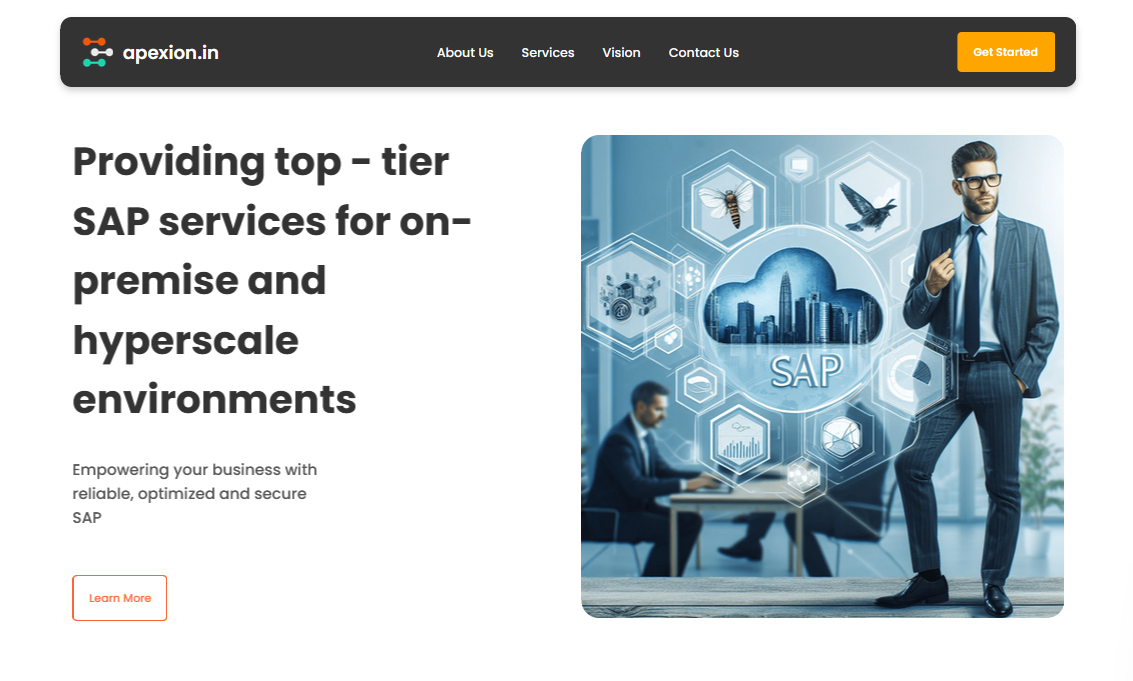 apexion.in
About Us
Services
Vision
Contact Us
Get Started
Providing top - tier
SAP services for on-
premise and
hyperscale
environments
Empowering your business with
reliable, optimized and secure
SAP
Learn More
SAP